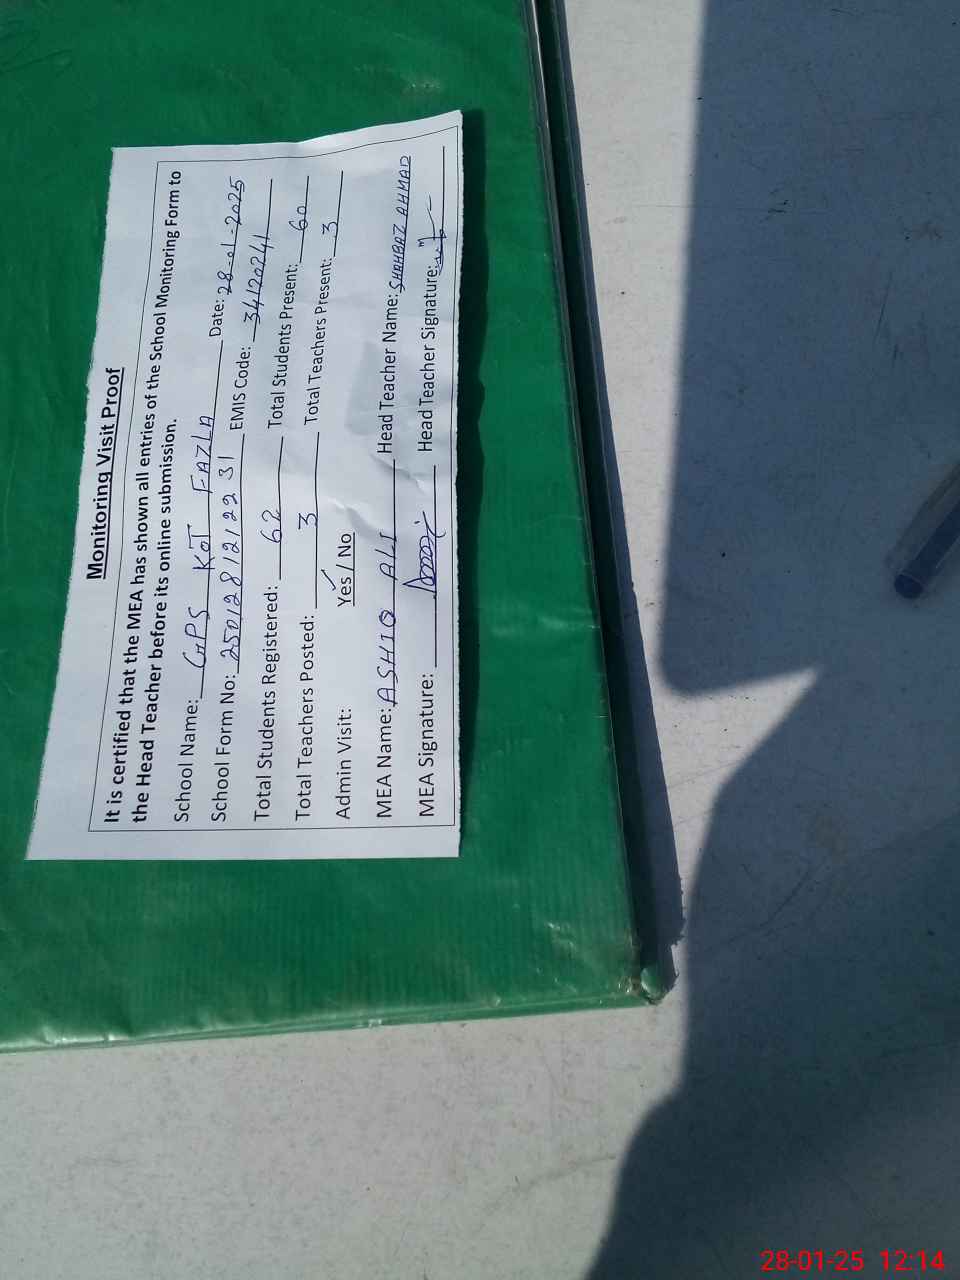 Monitoring Visit Proof
It is certified that the MEA has shown all entries of the School Monitoring Form to
the Head Teacher before its online submission.
School Name: GPS KOT FAZLA Date: 28-01-2025
School Form No: 25012812122 31 EMIS Code: 34120241
Total Students Registered: 62 Total Students Present: 60
Total Teachers Posted: 3 Total Teachers Present: 3
Admin Visit: Yes / No
MEA Name: ASHIQ ALI Head Teacher Name: SHAHBAZ AHMAD
MEA Signature: Head Teacher Signature:
28-01-25 12:14